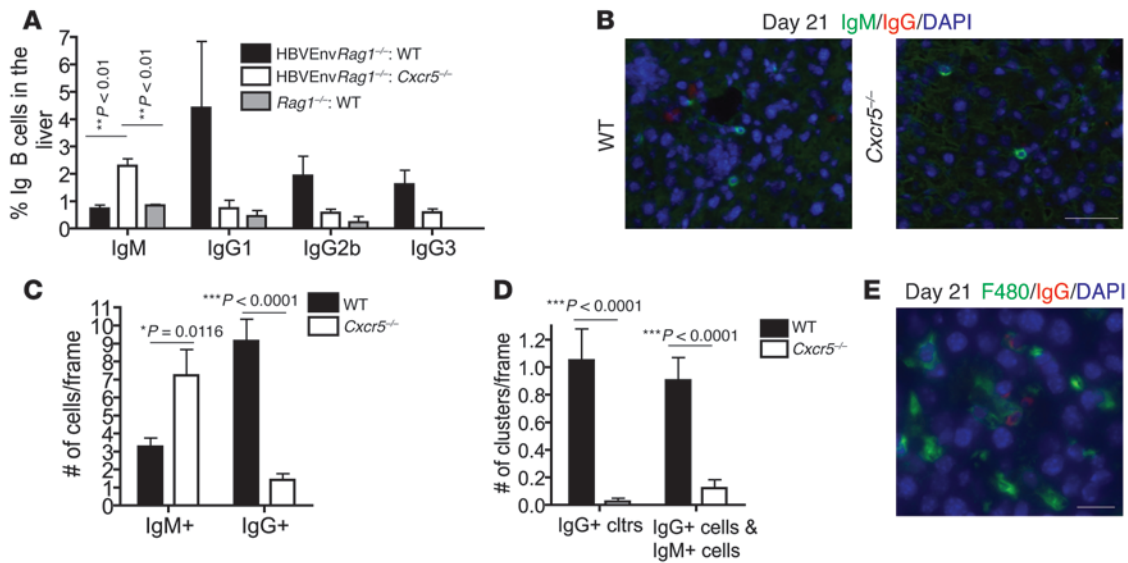 A
% Ig B cells in the
liver
7
6
5
4
3
2
1
0
**P < 0.01
**P < 0.01
HBVEnvRag1–/–: WT
HBVEnvRag1–/–: Cxcr5–/–
Rag1–/–: WT
IgM IgG1 IgG2b IgG3
B
Day 21 IgM/IgG/DAPI
WT
Cxcr5–/–
C
# of cells/frame
11
10
9
8
7
6
5
4
3
2
1
0
***P < 0.0001
*P = 0.0116
WT
Cxcr5–/–
IgM+ IgG+
D
# of clusters/frame
1.2
1.0
0.8
0.6
0.4
0.2
0.0
***P < 0.0001
***P < 0.0001
WT
Cxcr5–/–
IgG+ cltrs IgG+ cells &
IgM+ cells
E
Day 21 F480/IgG/DAPI